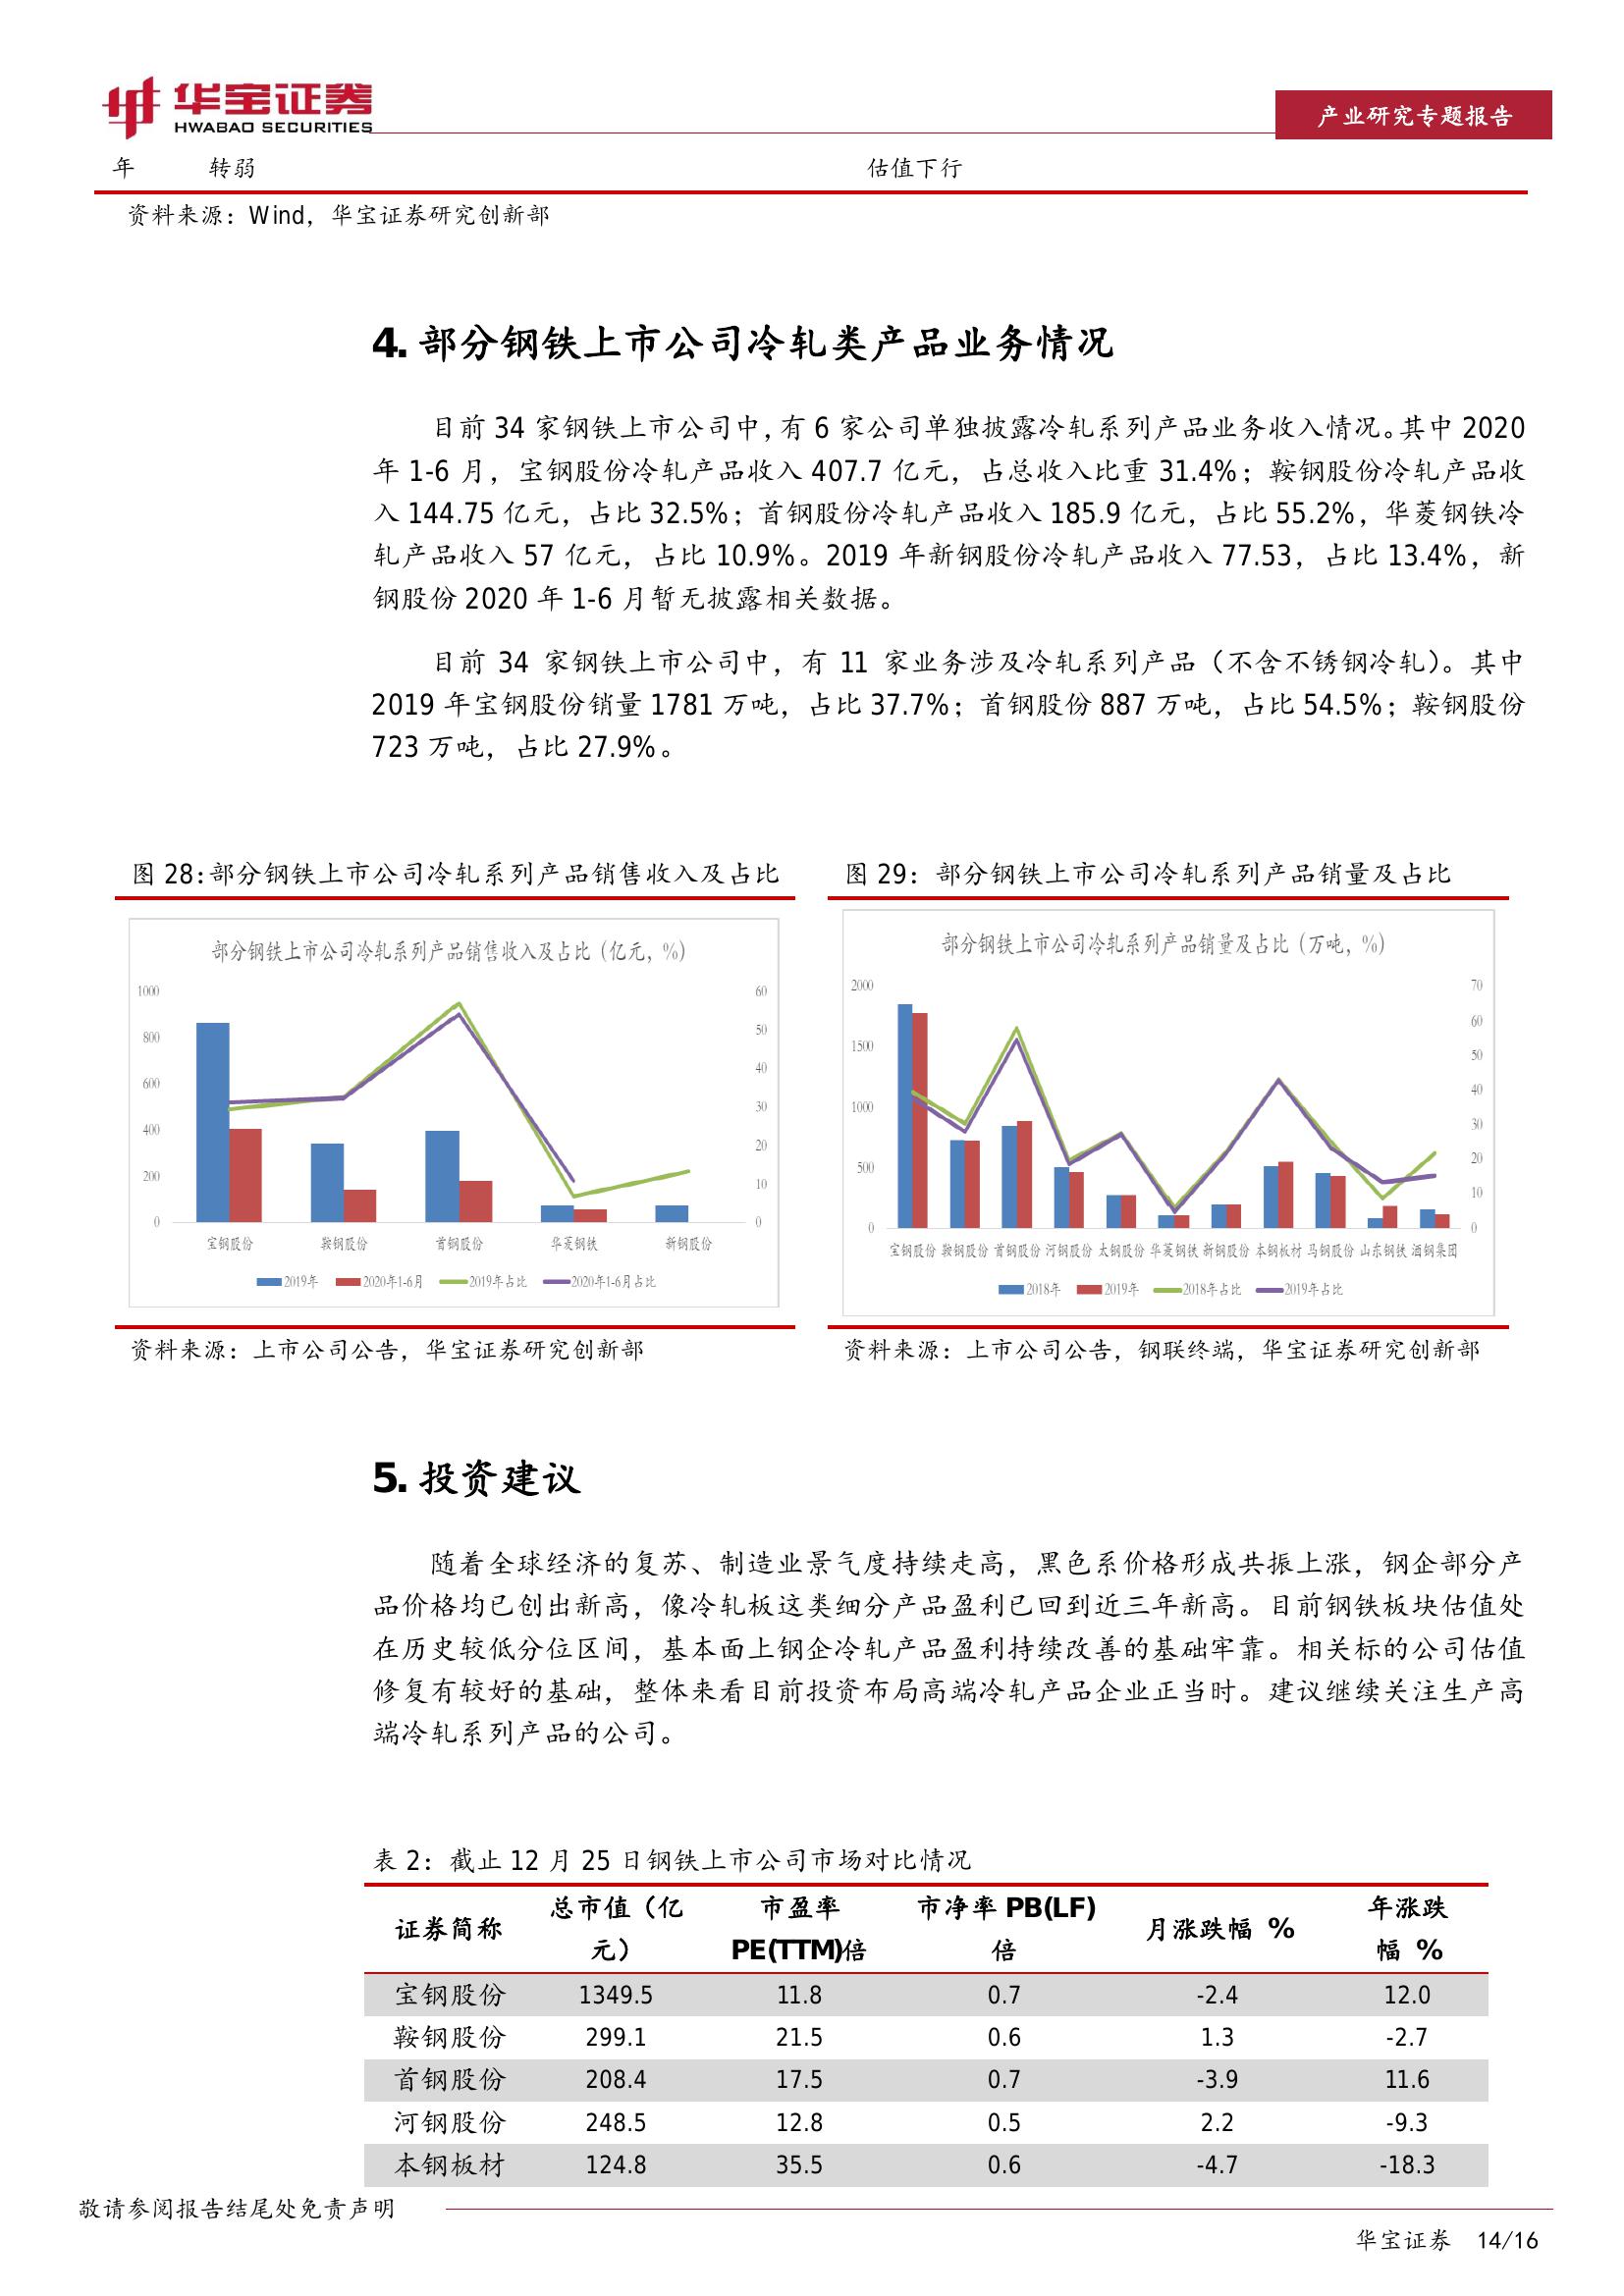 华宝证券
HWABAO SECURITIES
产业研究专题报告
年 转弱 估值下行
资料来源：Wind，华宝证券研究创新部
4. 部分钢铁上市公司冷轧类产品业务情况
目前 34 家钢铁上市公司中，有 6 家公司单独披露冷轧系列产品业务收入情况。其中 2020
年 1-6 月，宝钢股份冷轧产品收入 407.7 亿元，占总收入比重 31.4%；鞍钢股份冷轧产品收
入 144.75 亿元，占比 32.5%；首钢股份冷轧产品收入 185.9 亿元，占比 55.2%，华菱钢铁冷
轧产品收入 57 亿元，占比 10.9%。2019 年新钢股份冷轧产品收入 77.53，占比 13.4%，新
钢股份 2020 年 1-6 月暂无披露相关数据。
目前 34 家钢铁上市公司中，有 11 家业务涉及冷轧系列产品（不含不锈钢冷轧）。其中
2019 年宝钢股份销量 1781 万吨，占比 37.7%；首钢股份 887 万吨，占比 54.5%；鞍钢股份
723 万吨，占比 27.9%。
图 28：部分钢铁上市公司冷轧系列产品销售收入及占比
部分钢铁上市公司冷轧系列产品销售收入及占比（亿元，%）
1000 60
800 50
600 40
400 30
200 20
0 10
0
宝钢股份 鞍钢股份 首钢股份 华菱钢铁 新钢股份
2019年 2020年1-6月 2019年占比 2020年1-6月占比
资料来源：上市公司公告，华宝证券研究创新部
图 29：部分钢铁上市公司冷轧系列产品销量及占比
部分钢铁上市公司冷轧系列产品销量及占比（万吨，%）
2000 70
1500 60
1000 50
500 40
0 30
20
10
0
宝钢股份 鞍钢股份 首钢股份 河钢股份 太钢股份 华菱钢铁 新钢股份 本钢板材 马钢股份 山东钢铁 酒钢集团
2018年 2019年 2018年占比 2019年占比
资料来源：上市公司公告，钢联终端，华宝证券研究创新部
5. 投资建议
随着全球经济的复苏、制造业景气度持续走高，黑色系价格形成共振上涨，钢企部分产
品价格均已创出新高，像冷轧板这类细分产品盈利已回到近三年新高。目前钢铁板块估值处
在历史较低分位区间，基本面上钢企冷轧产品盈利持续改善的基础牢靠。相关标的公司估值
修复有较好的基础，整体来看目前投资布局高端冷轧产品企业正当时。建议继续关注生产高
端冷轧系列产品的公司。
表 2：截止 12 月 25 日钢铁上市公司市场对比情况
证券简称 总市值（亿元） 市盈率 PE(TTM)倍 市净率 PB(LF)倍 月涨跌幅 % 年涨跌幅 %
宝钢股份 1349.5 11.8 0.7 -2.4 12.0
鞍钢股份 299.1 21.5 0.6 1.3 -2.7
首钢股份 208.4 17.5 0.7 -3.9 11.6
河钢股份 248.5 12.8 0.5 2.2 -9.3
本钢板材 124.8 35.5 0.6 -4.7 -18.3
敬请参阅报告结尾处免责声明
华宝证券 14/16